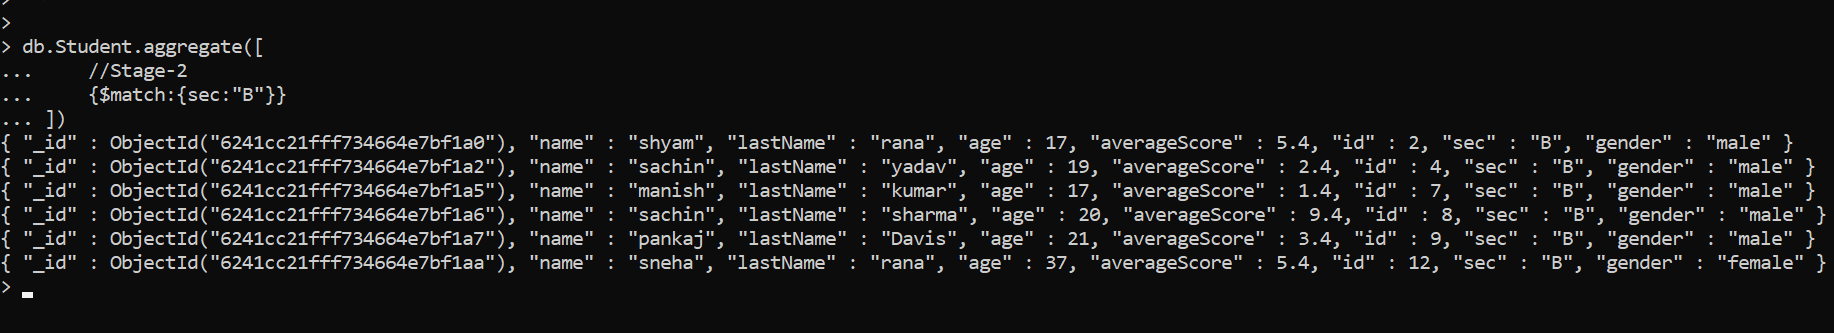 >
>
> db.Student.aggregate([
...     //Stage-2
...     {$match:{sec:"B"}}
... ])
{ "_id" : ObjectId("6241cc21fff734664e7bf1a0"), "name" : "shyam", "lastName" : "rana", "age" : 17, "averageScore" : 5.4, "id" : 2, "sec" : "B", "gender" : "male" }
{ "_id" : ObjectId("6241cc21fff734664e7bf1a2"), "name" : "sachin", "lastName" : "yadav", "age" : 19, "averageScore" : 2.4, "id" : 4, "sec" : "B", "gender" : "male" }
{ "_id" : ObjectId("6241cc21fff734664e7bf1a5"), "name" : "manish", "lastName" : "kumar", "age" : 17, "averageScore" : 1.4, "id" : 7, "sec" : "B", "gender" : "male" }
{ "_id" : ObjectId("6241cc21fff734664e7bf1a6"), "name" : "sachin", "lastName" : "sharma", "age" : 20, "averageScore" : 9.4, "id" : 8, "sec" : "B", "gender" : "male" }
{ "_id" : ObjectId("6241cc21fff734664e7bf1a7"), "name" : "pankaj", "lastName" : "Davis", "age" : 21, "averageScore" : 3.4, "id" : 9, "sec" : "B", "gender" : "male" }
{ "_id" : ObjectId("6241cc21fff734664e7bf1aa"), "name" : "sneha", "lastName" : "rana", "age" : 37, "averageScore" : 5.4, "id" : 12, "sec" : "B", "gender" : "female" }
>